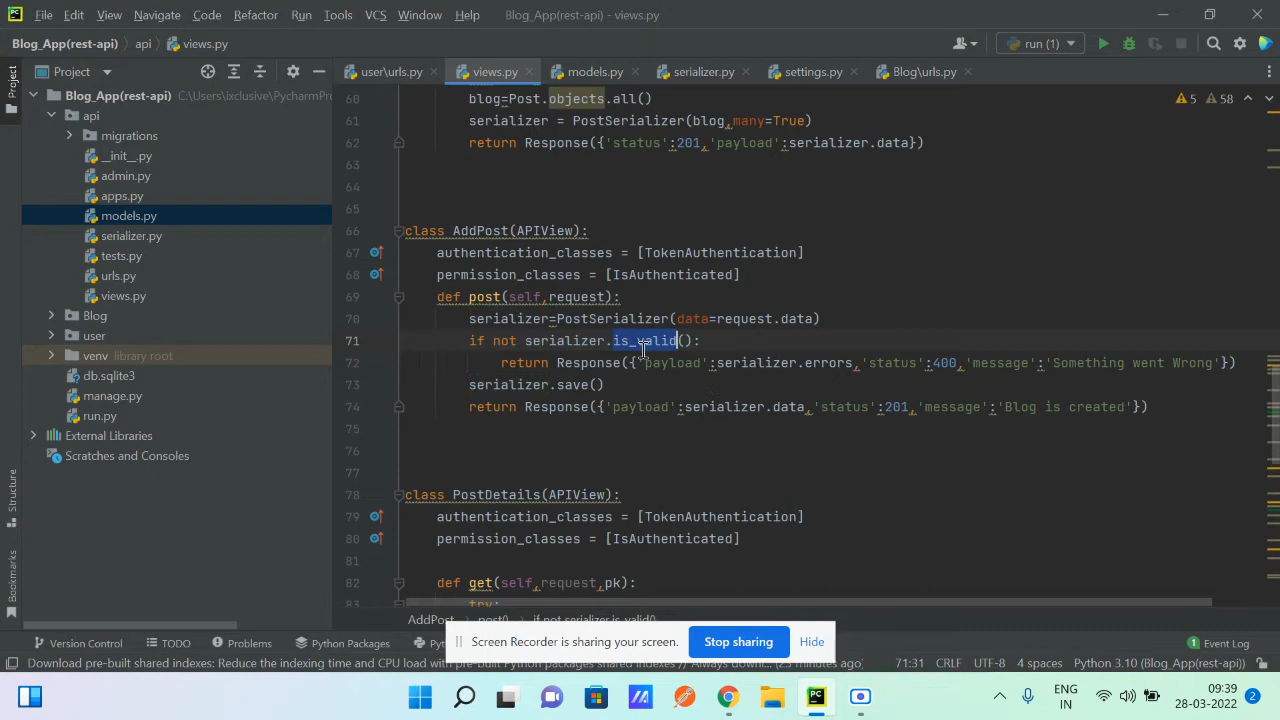 File Edit View Navigate Code Refactor Run Tools VCS Window Help Blog_App(rest-api) - views.py
Blog_App(rest-api) api views.py run (1)
Project user\urls.py views.py models.py serializer.py settings.py Blog\urls.py
Project
Blog_App(rest-api) C:\Users\ixclusive\PycharmPro
api
migrations
__init__.py
admin.py
apps.py
models.py
serializer.py
tests.py
urls.py
views.py
Blog
user
venv library root
db.sqlite3
manage.py
run.py
External Libraries
Scratches and Consoles
Structure
Bookmarks
5 58
60 blog=Post.objects.all()
61 serializer = PostSerializer(blog,many=True)
62 return Response({'status':201,'payload':serializer.data})
63
64
65
66 class AddPost(APIView):
67 authentication_classes = [TokenAuthentication]
68 permission_classes = [IsAuthenticated]
69 def post(self,request):
70 serializer=PostSerializer(data=request.data)
71 if not serializer.is_valid():
72 return Response({'payload':serializer.errors,'status':400,'message':'Something went Wrong'})
73 serializer.save()
74 return Response({'payload':serializer.data,'status':201,'message':'Blog is created'})
75
76
77
78 class PostDetails(APIView):
79 authentication_classes = [TokenAuthentication]
80 permission_classes = [IsAuthenticated]
81
82 def get(self,request,pk):
83 try:
AddPost post() if not serializer.is_valid()
Screen Recorder is sharing your screen. Stop sharing Hide
Version Control TODO Problems Python Packages Event Log
Download pre-built shared indexes: Reduce the indexing time and CPU load with pre-built Python packages shared indexes // Always down... 71:31 CRLF UTF-8 4 spaces Python 3.10 (Blog_App(rest-api))
ENG
IN
09:39
28-03-2022
2